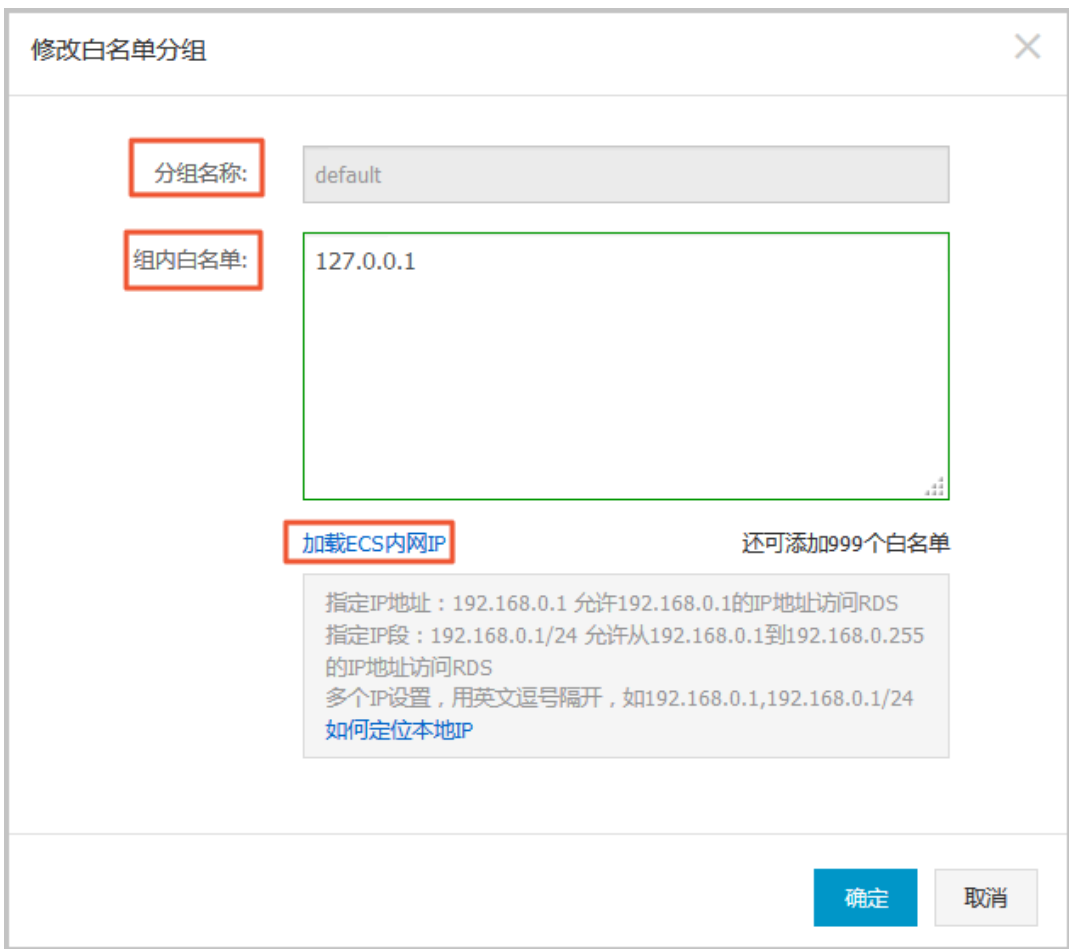 修改白名单分组
分组名称:
default
组内白名单:
127.0.0.1
加载ECS内网IP
还可添加999个白名单
指定IP地址：192.168.0.1 允许192.168.0.1的IP地址访问RDS
指定IP段：192.168.0.1/24 允许从192.168.0.1到192.168.0.255
的IP地址访问RDS
多个IP设置，用英文逗号隔开，如192.168.0.1,192.168.0.1/24
如何定位本地IP
确定
取消